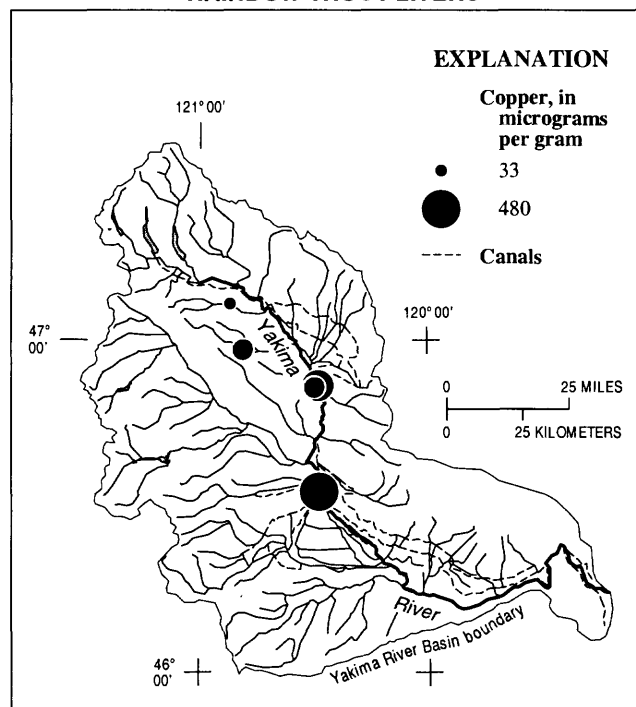 EXPLANATION
Copper, in
micrograms
per gram
33
480
Canals
121° 00'
120° 00'
47°
00'
Yakima
0 25 MILES
0 25 KILOMETERS
River
Yakima River Basin boundary
46°
00'